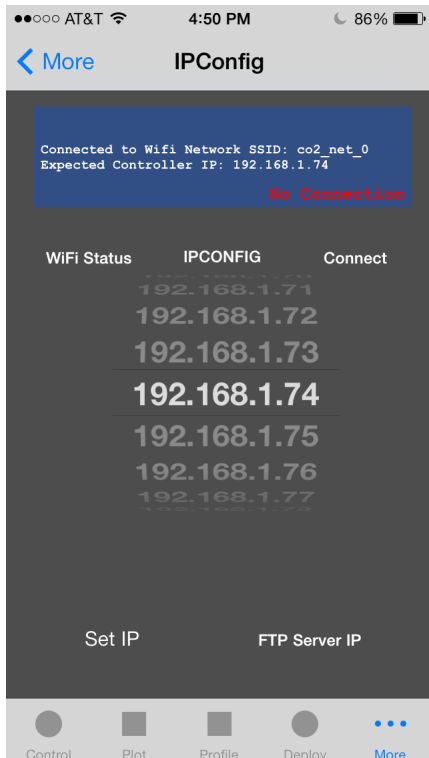 AT&T 4:50 PM 86%
More IPConfig
Connected to Wifi Network SSID: co2_net_0
Expected Controller IP: 192.168.1.74
No Connection
WiFi Status IPCONFIG Connect
192.168.1.71
192.168.1.72
192.168.1.73
192.168.1.74
192.168.1.75
192.168.1.76
192.168.1.77
Set IP FTP Server IP
Control Plot Profile Deploy More